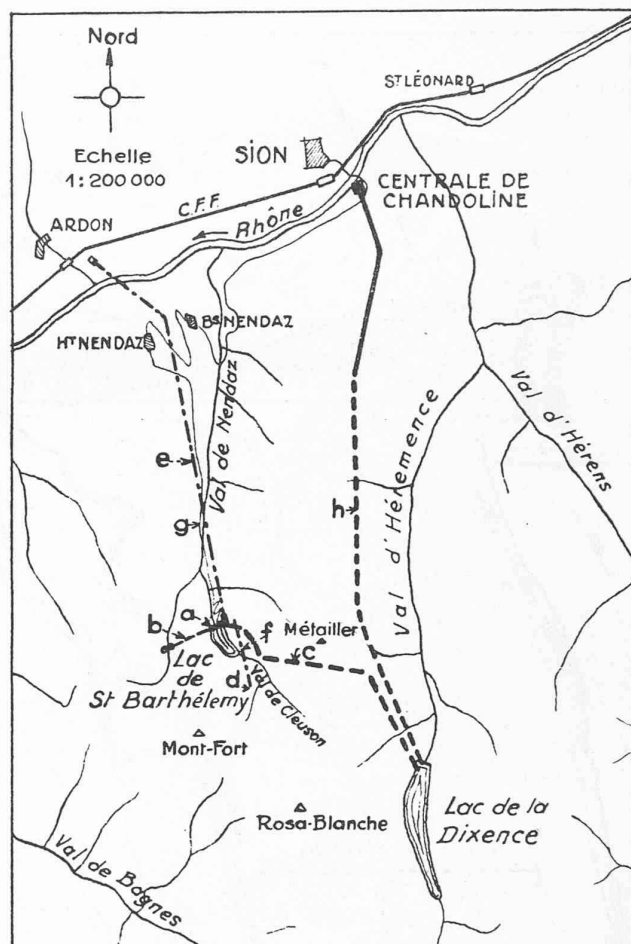 Nord
Echelle
1:200 000
ST LÉONARD
SION
CENTRALE DE
CHANDOLINE
C.F.F.
Rhône
ARDON
HT NENDAZ
BS NENDAZ
Val de Nendaz
Val d'Hérémence
Val d'Hérens
e
g
h
a
b
f
Métailler
c
d
Lac
de
St Barthélemy
Val de Cleuson
Mont-Fort
Rosa-Blanche
Lac de la
Dixence
Val de Bagnes